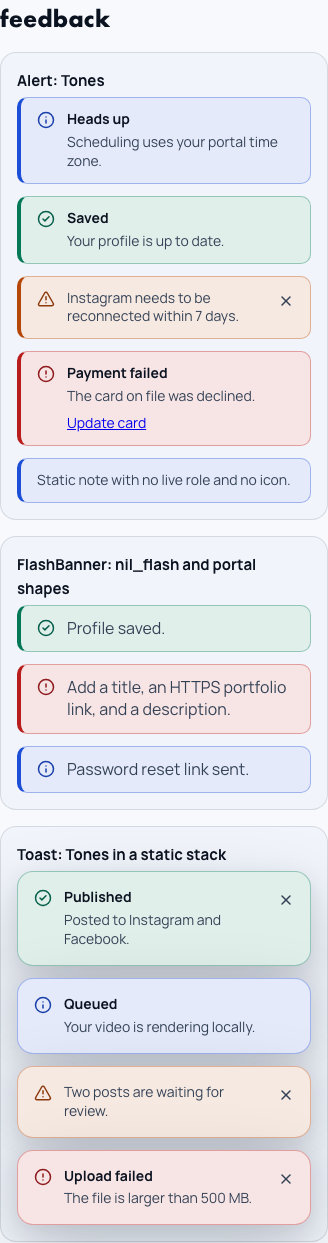 feedback
Alert: Tones
Heads up
Scheduling uses your portal time
zone.
Saved
Your profile is up to date.
Instagram needs to be
reconnected within 7 days.
Payment failed
The card on file was declined.
Update card
Static note with no live role and no icon.
FlashBanner: nil_flash and portal
shapes
Profile saved.
Add a title, an HTTPS portfolio
link, and a description.
Password reset link sent.
Toast: Tones in a static stack
Published
Posted to Instagram and
Facebook.
Queued
Your video is rendering locally.
Two posts are waiting for
review.
Upload failed
The file is larger than 500 MB.